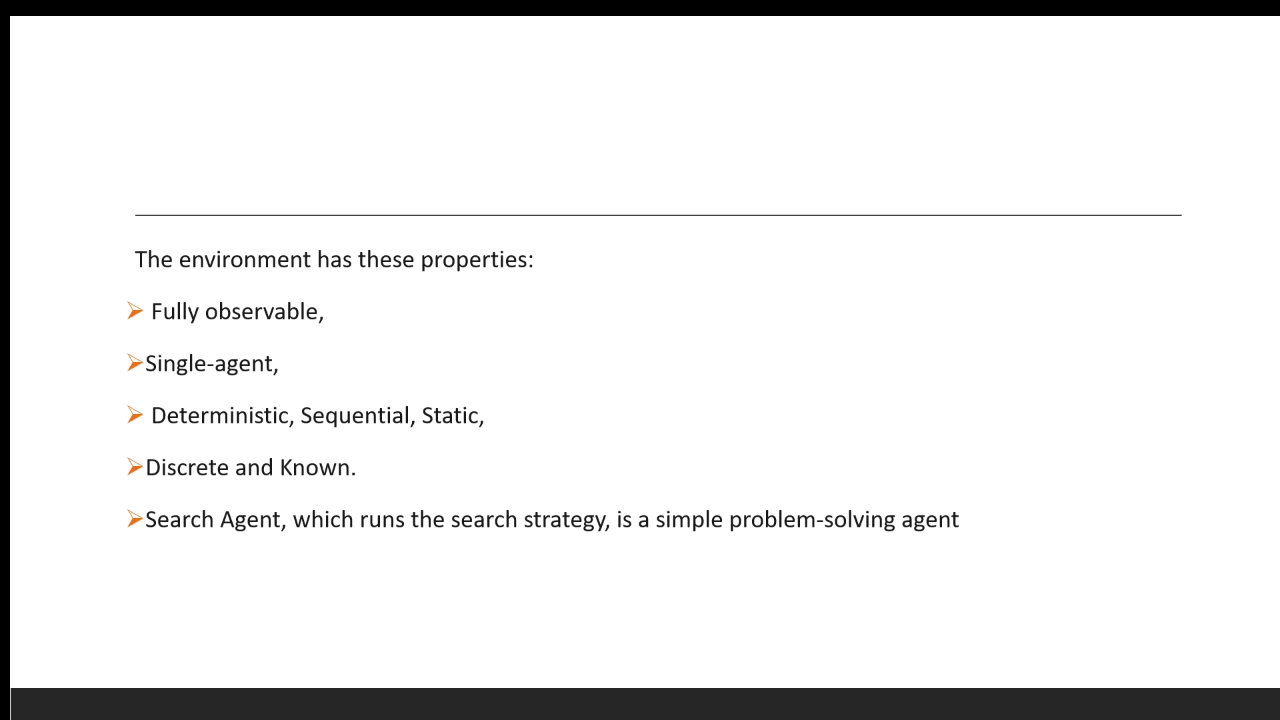 The environment has these properties:
➢ Fully observable,
➢Single-agent,
➢ Deterministic, Sequential, Static,
➢Discrete and Known.
➢Search Agent, which runs the search strategy, is a simple problem-solving agent